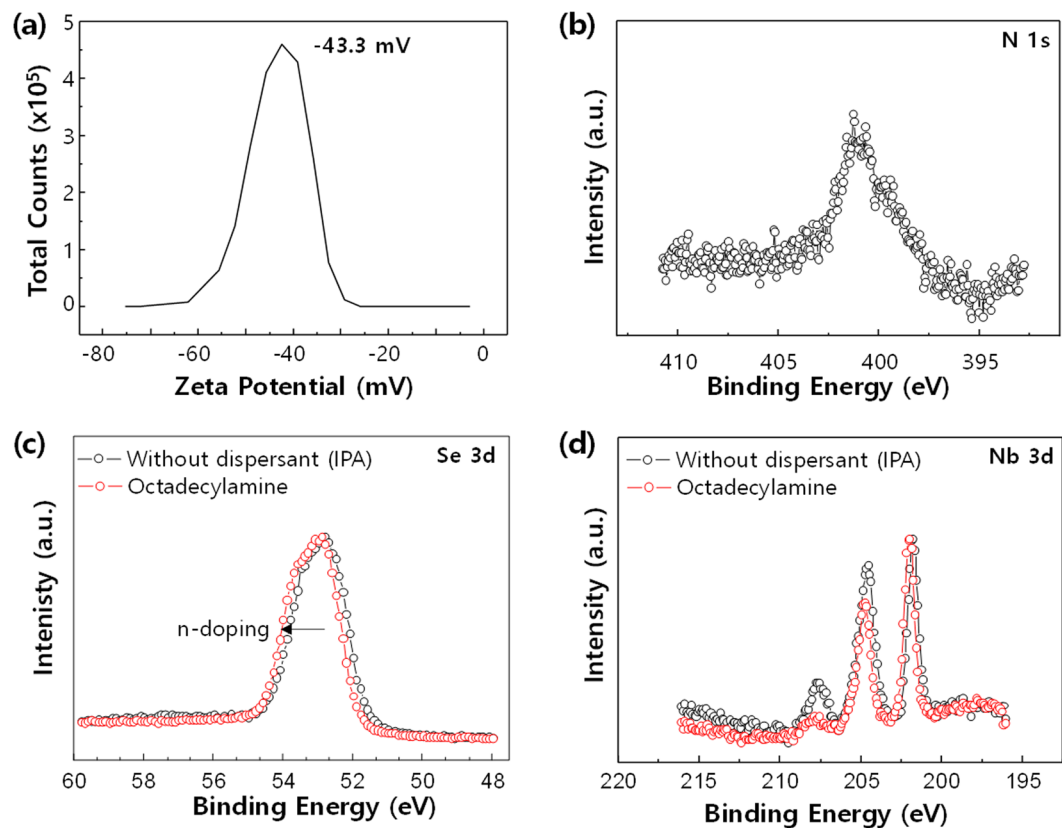 (a)
-43.3 mV
Total Counts (x10⁵)
5
4
3
2
1
0
-80 -60 -40 -20 0
Zeta Potential (mV)
(b)
N 1s
Intensity (a.u.)
410 405 400 395
Binding Energy (eV)
(c)
Without dispersant (IPA)
Octadecylamine
Se 3d
Intenisty (a.u.)
n-doping
60 58 56 54 52 50 48
Binding Energy (eV)
(d)
Without dispersant (IPA)
Octadecylamine
Nb 3d
Intensity (a.u.)
220 215 210 205 200 195
Binding Energy (eV)